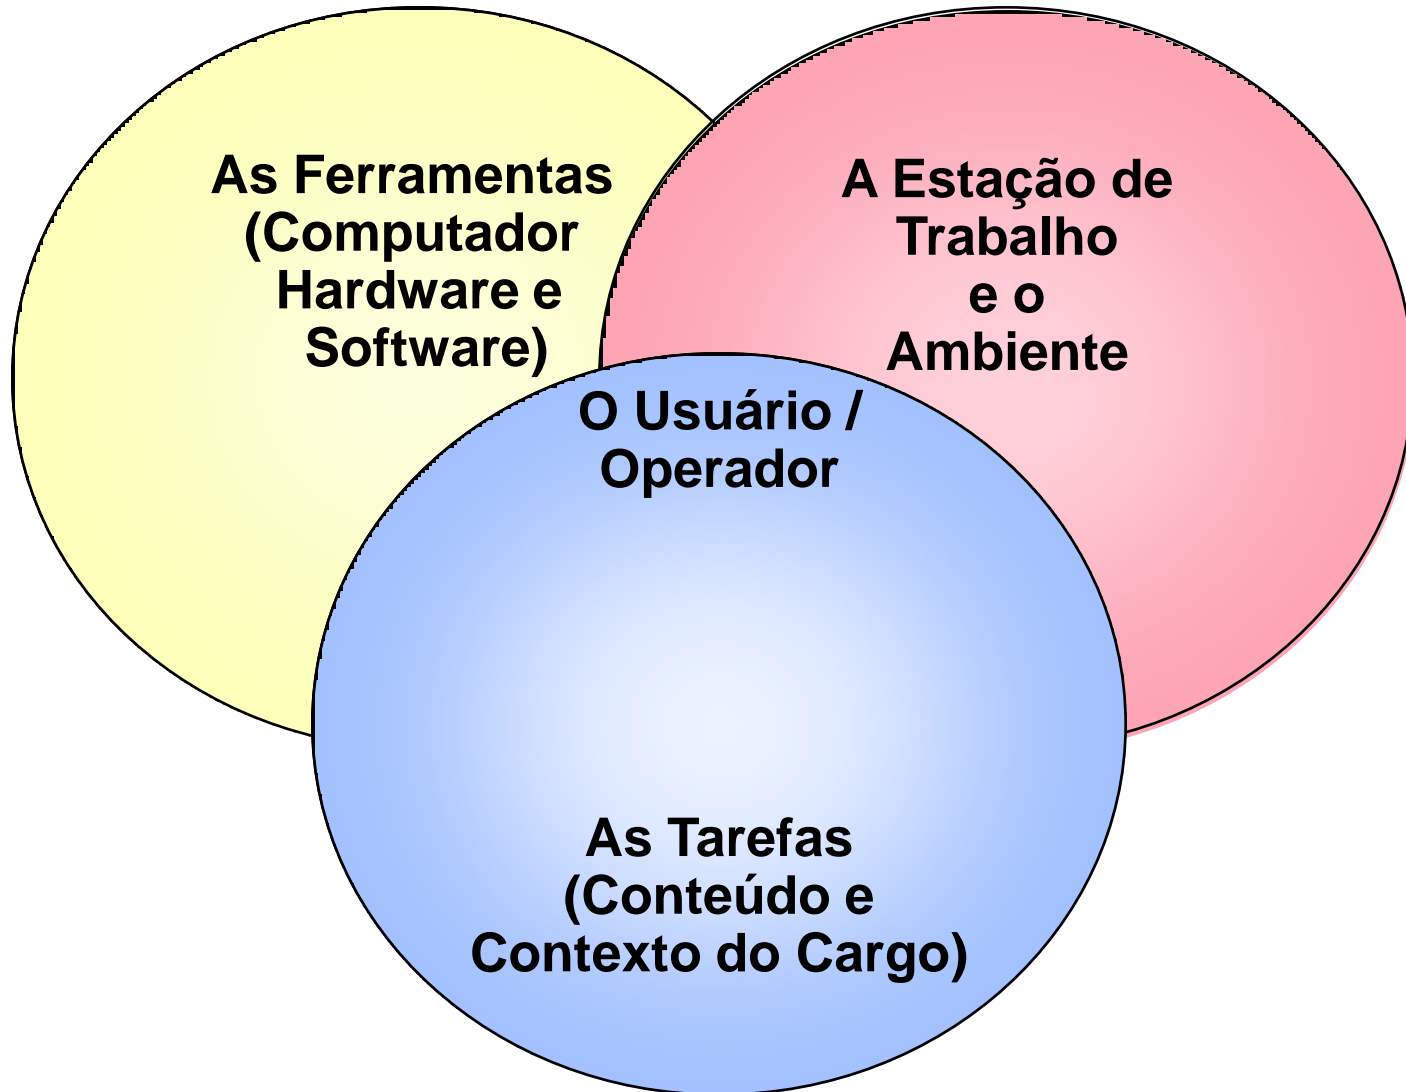 As Ferramentas
(Computador
Hardware e
Software)
A Estação de
Trabalho
e o
Ambiente
O Usuário /
Operador
As Tarefas
(Conteúdo e
Contexto do Cargo)